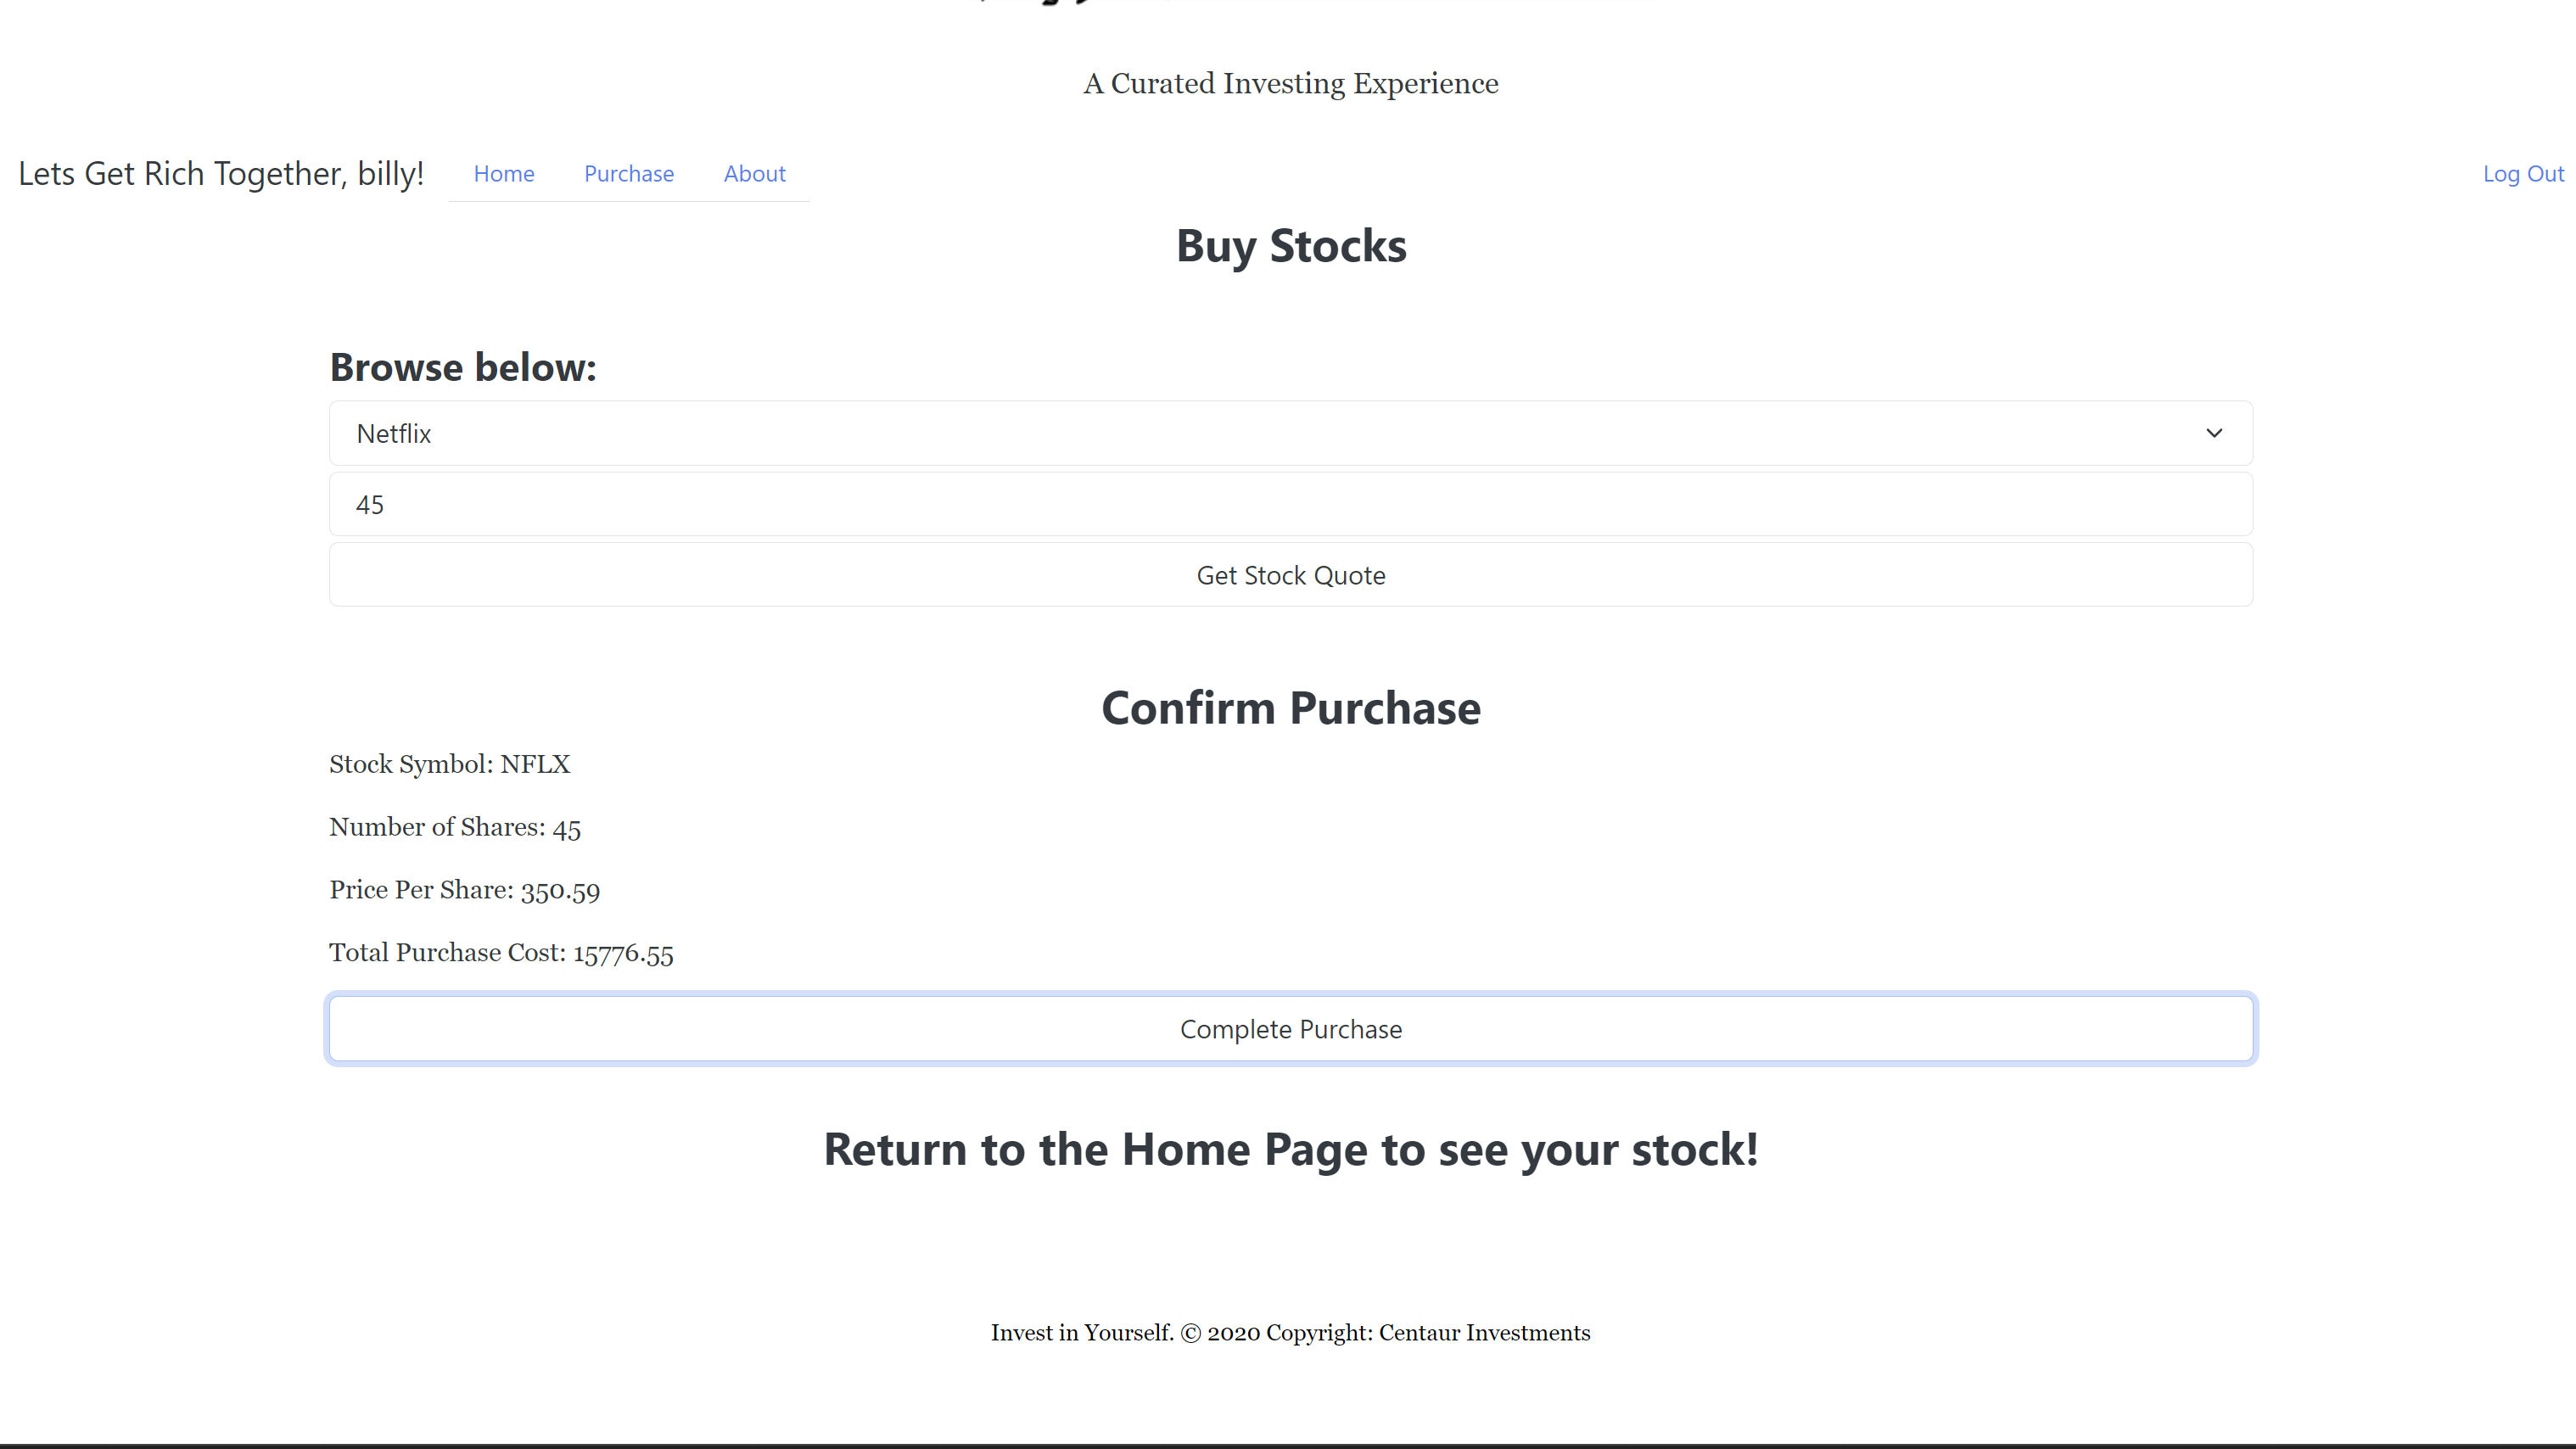 A Curated Investing Experience
Lets Get Rich Together, billy! Home Purchase About Log Out
Buy Stocks
Browse below:
Netflix
45
Get Stock Quote
Confirm Purchase
Stock Symbol: NFLX
Number of Shares: 45
Price Per Share: 350.59
Total Purchase Cost: 15776.55
Complete Purchase
Return to the Home Page to see your stock!
Invest in Yourself. © 2020 Copyright: Centaur Investments